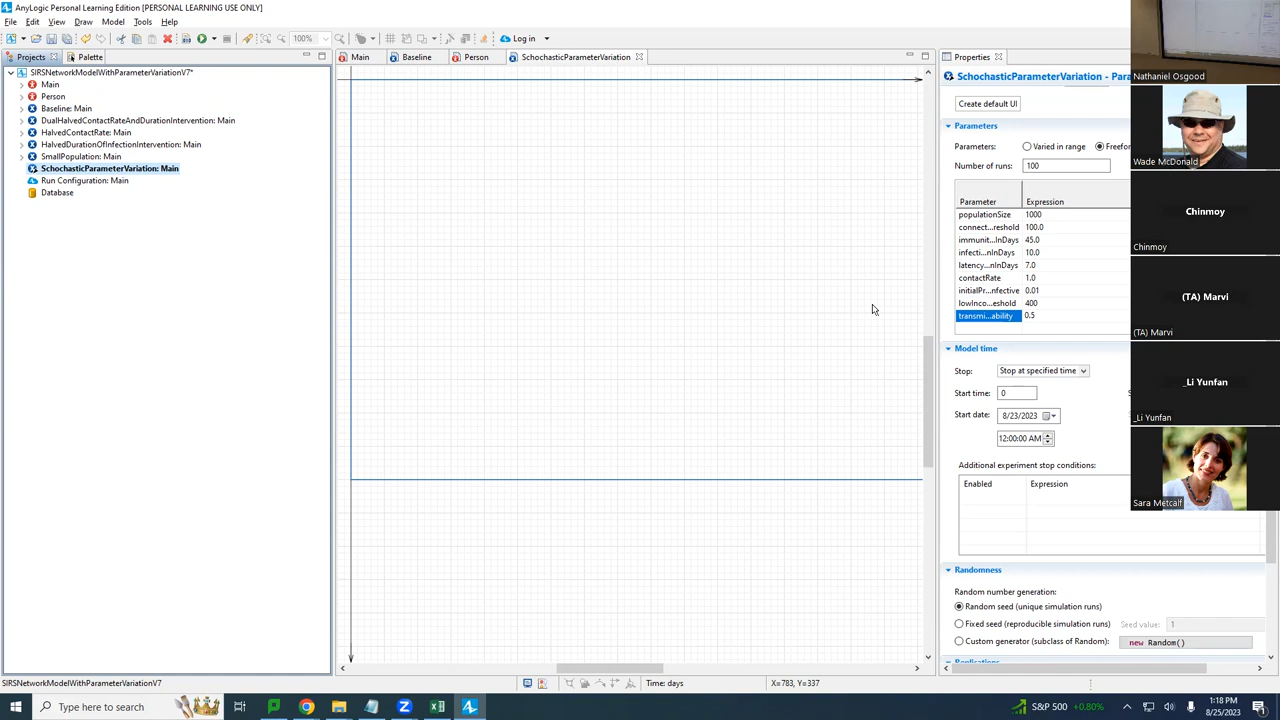 AnyLogic Personal Learning Edition [PERSONAL LEARNING USE ONLY]
File Edit View Draw Model Tools Help
100% Log in
Projects Palette
SIRSNetworkModelWithParameterVariationV7*
Main
Person
Baseline: Main
DualHalvedContactRateAndDurationIntervention: Main
HalvedContactRate: Main
HalvedDurationOfInfectionIntervention: Main
SmallPopulation: Main
SchochasticParameterVariation: Main
Run Configuration: Main
Database
Main Baseline Person SchochasticParameterVariation
Properties
SchochasticParameterVariation - Para
Create default UI
Parameters
Parameters: Varied in range Freeform
Number of runs: 100
Parameter Expression
populationSize 1000
connect...reshold 100.0
immunit...InDays 45.0
infecti...nInDays 10.0
latency...nInDays 7.0
contactRate 1.0
initialPr...nfective 0.01
lowInco...eshold 400
transmi...ability 0.5
Model time
Stop: Stop at specified time
Start time: 0
Start date: 8/23/2023
12:00:00 AM
Additional experiment stop conditions:
Enabled Expression
Randomness
Random number generation:
Random seed (unique simulation runs)
Fixed seed (reproducible simulation runs) Seed value: 1
Custom generator (subclass of Random): new Random()
Replications
Nathaniel Osgood
Wade McDonald
Chinmoy
Chinmoy
(TA) Marvi
(TA) Marvi
_Li Yunfan
_Li Yunfan
Sara Metcalf
SIRSNetworkModelWithParameterVariationV7 Time: days X=783, Y=337
Type here to search
S&P 500 +0.80%
1:18 PM
8/25/2023
1